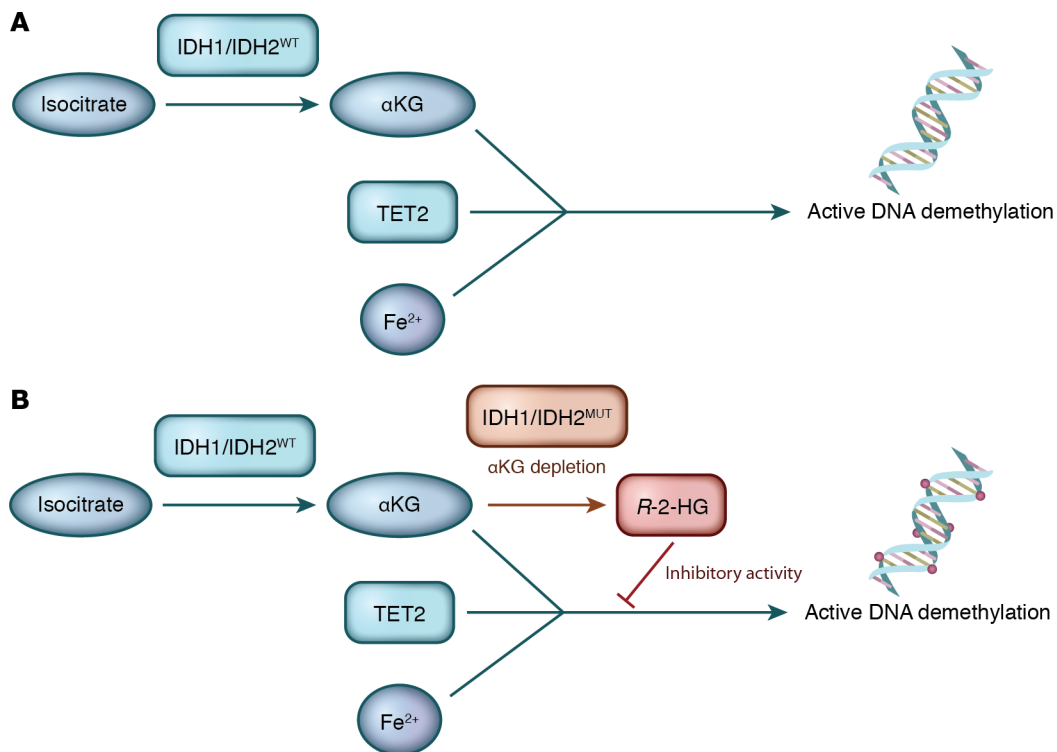 A
IDH1/IDH2ᵂᵀ
Isocitrate
αKG
TET2
Active DNA demethylation
Fe²⁺
B
IDH1/IDH2ᴹᵁᵀ
IDH1/IDH2ᵂᵀ
αKG depletion
Isocitrate
αKG
R-2-HG
Inhibitory activity
TET2
Active DNA demethylation
Fe²⁺